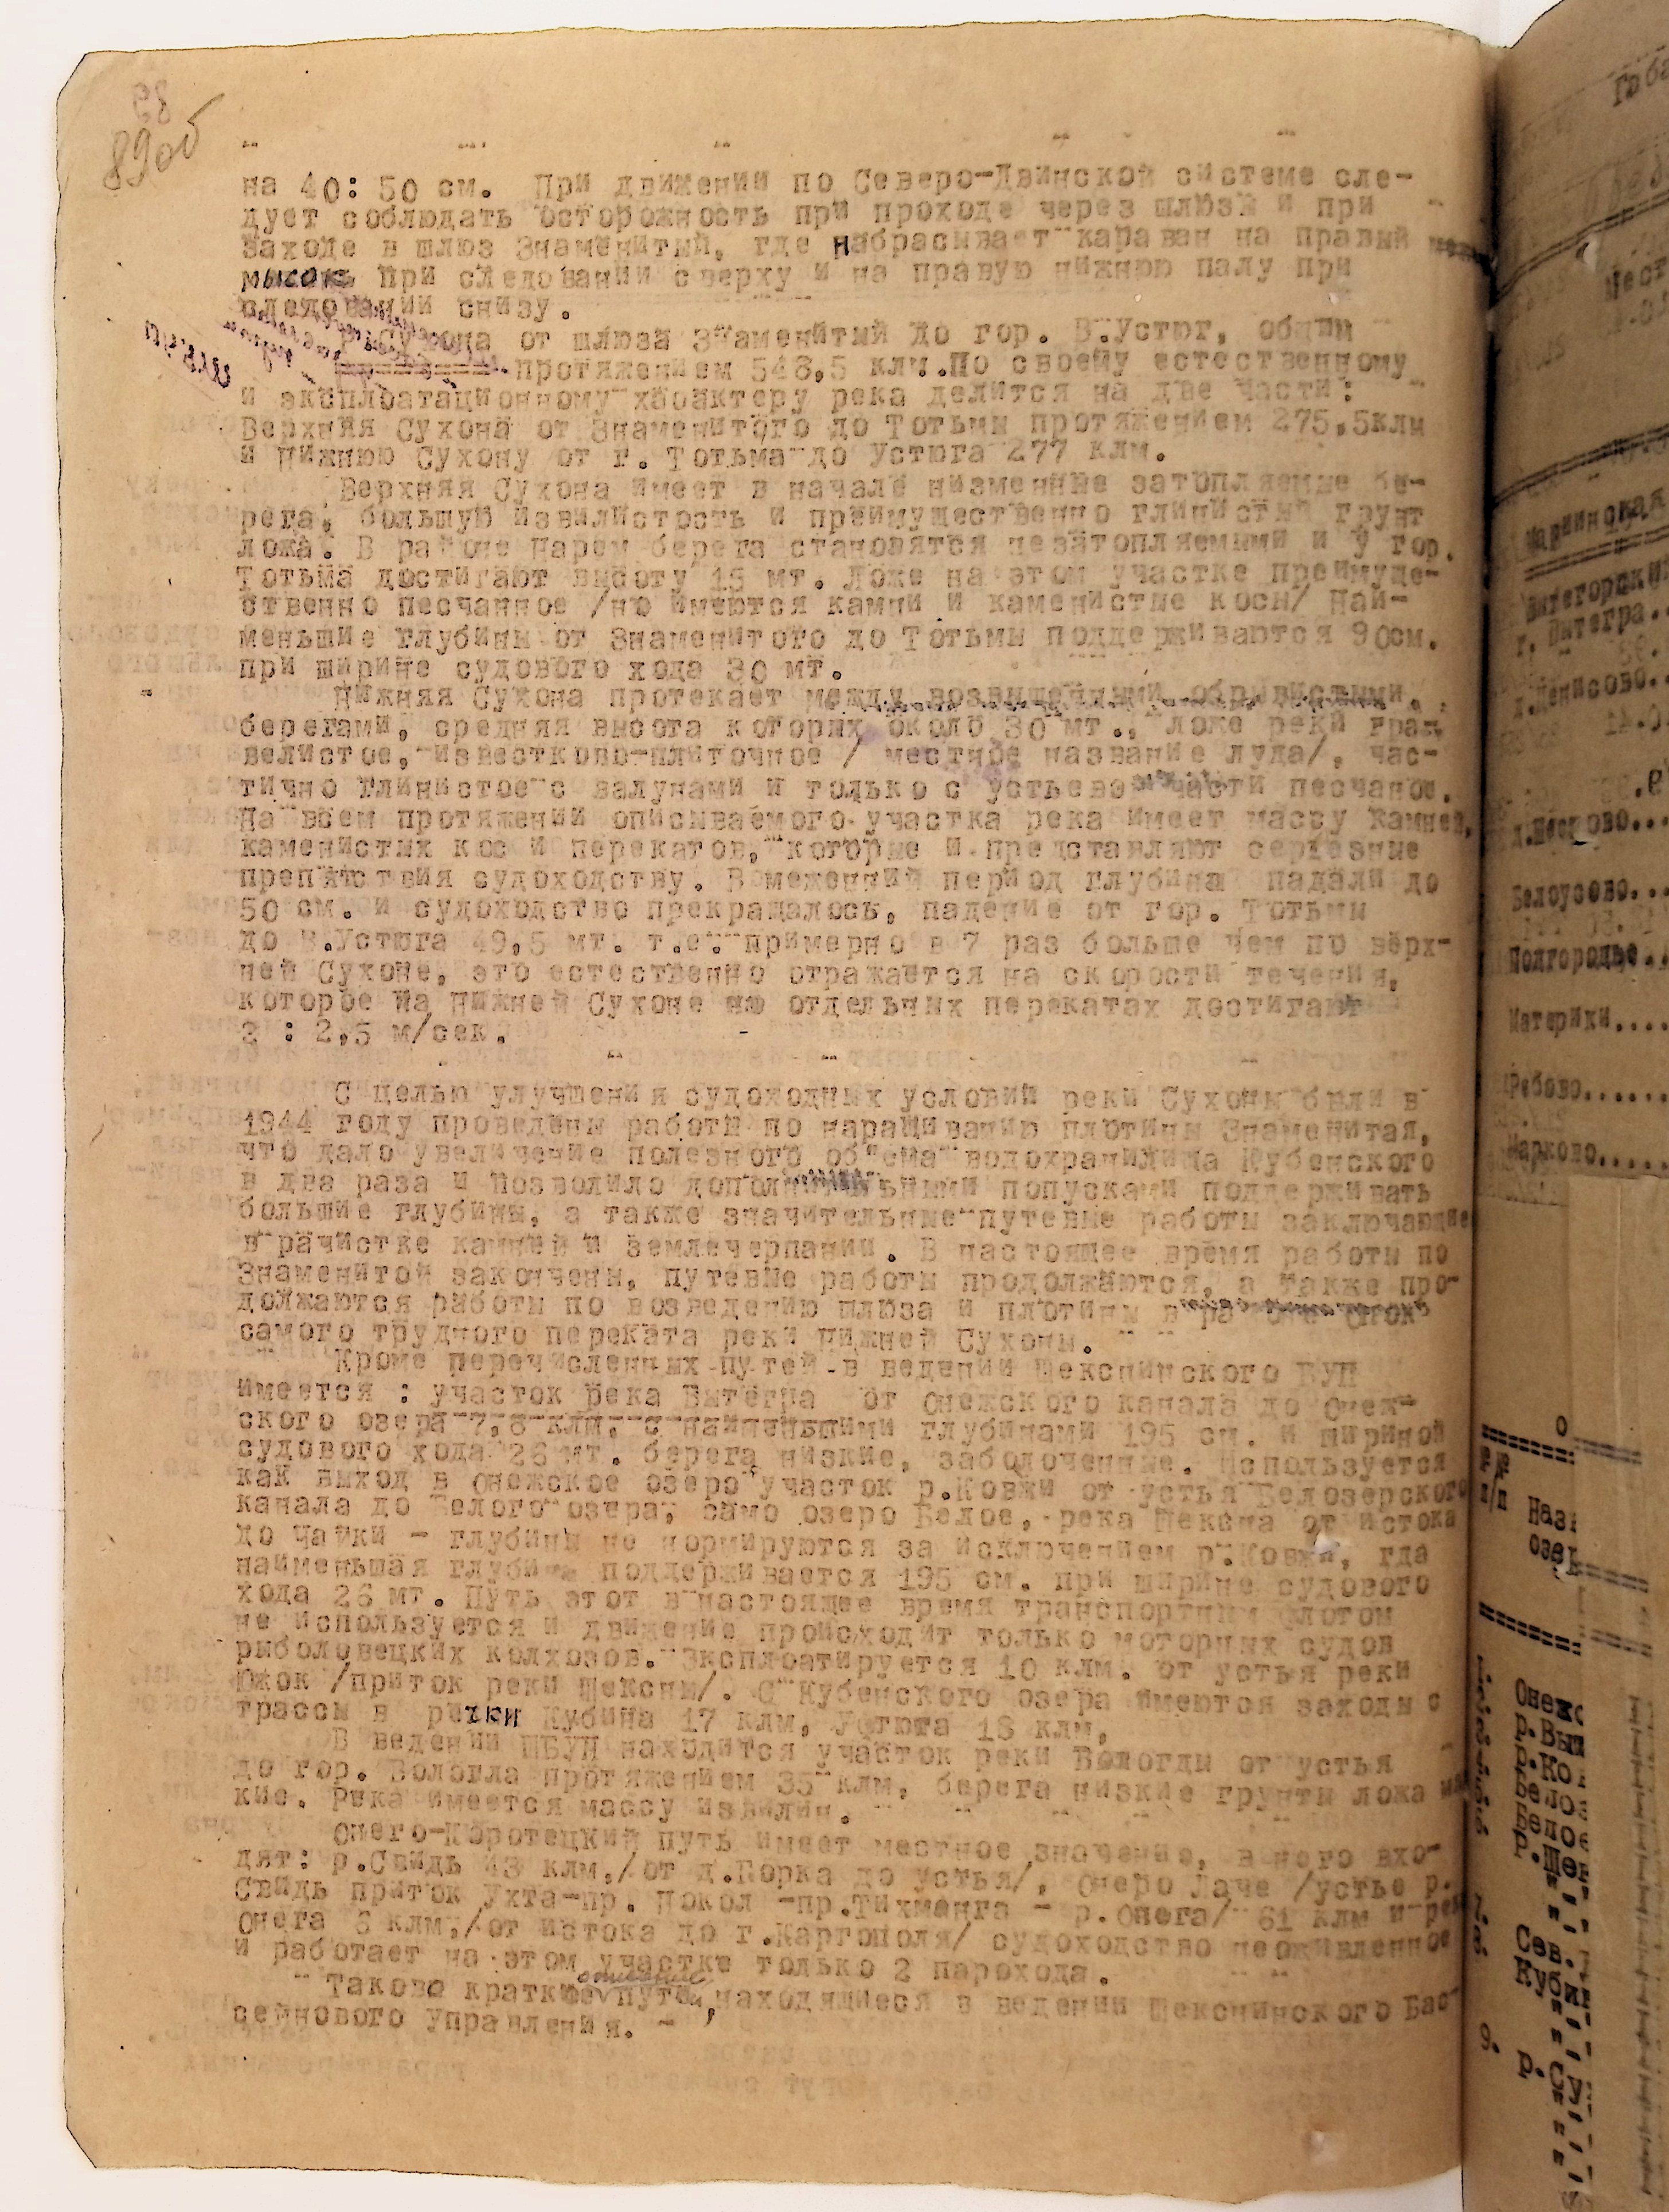 89об
на 40: 50 см. При движении по Северо-Двинской системе сле-
дует соблюдать осторожность при проходе через шлюзы и при
заходе в шлюз Знаменитый, где набрасывает караван на правый
мысок при следовании сверху и на правую нижнюю палу при
следовании снизу.
Р.Сухона от шлюза Знаменитый до гор. В.Устюг, общим
протяжением 548,5 клм.По своему естественному
и эксплоатационному характеру река делится на две части:
Верхняя Сухона от Знаменитого до Тотьмы протяжением 275,5клм
и Нижнюю Сухону от г. Тотьма до Устюга 277 клм.
Верхняя Сухона имеет в начале низменные затопляемые бе-
рега, большую извилистость и преимущественно глинистый грунт
ложа. В районе Нарем берега становятся незатопляемыми и у гор.
Тотьма достигают высоту 15 мт. Ложе на этом участке преимуще-
ственно песчанное /но имеются камни и каменистые косы/ Наи-
меньшие глубины от Знаменитого до Тотьмы поддерживаются 90см.
при ширине судового хода 30 мт.
Нижняя Сухона протекает между возвышенными обрывистыми,
берегами, средняя высота которых около 30 мт., ложе реки гра-
велистое, известково-плиточное / местное название луда/, час-
тично глинистое с валунами и только с устьево части песчаное.
На всем протяжении описываемого участка река имеет массу камней,
каменистых кос и перекатов, которые и представляют серьезные
препятствия судоходству. В меженный период глубина падали до
50 см. и судоходство прекращалось, падение от гор. Тотьмы
до В.Устюга 49,5 мт. т.е. примерно в 7 раз больше чем по верх-
ней Сухоне, это естественно отражается на скорости течения,
которое на Нижней Сухоне на отдельных перекатах достигают
2 : 2,5 м/сек.
С целью улучшения судоходных условий реки Сухоны были в
1944 году проведены работы по наращиванию плотины Знаменитая,
что дало увеличение полезного об"ема водохранилища Кубенского
в два раза и позволило дополнительными попусками поддерживать
большие глубины, а также значительные путевые работы заключающие
в рачистке камней и землечерпании. В настоящее время работы по
Знаменитой закончены, путевые работы продолжаются, а также про-
должаются работы по возведению шлюза и плотины в районе
самого трудного переката реки Нижней Сухоны.
Кроме перечисленных путей в ведении Шекснинского БУП
имеется : участок река Вытегра от Онежского канала до Онеж-
ского озера 7,8 клм. с наименьшими глубинами 195 см. и шириной
судового хода 26 мт. берега низкие, заболоченные. Используется
как выход в Онежское озеро участок р.Ковжи от устья Белозерского
канала до Белого озера, само озеро Белое, река Шексна от истока
до Чайки - глубины не нормируются за исключением р.Ковжи, где
наименьшая глубина поддерживается 195 см. при ширине судового
хода 26 мт. Путь этот в настоящее время транспортным флотом
не используется и движение происходит только моторных судов
рыболовецких колхозов. Эксплоатируется 10 клм. от устья реки
Южок /приток реки Шексны/. С Кубенского озера имеются заходы с
трассы в речки Кубина 17 клм, Уфтюга 18 клм,
В ведении ШБУП находится участок реки Вологды от устья
до гор. Вологда протяжением 35 клм, берега низкие грунты ложа
кие. Река имеется массу извилин.
Онего-Воротецкий путь имеет местное значение, в него вхо-
дят: р.Свидь 43 клм./от д.Горка до устья/, Озеро Лаче /устье р.
Свидь приток Ухта-пр. Кокол -пр.Тихманга - р.Онега/ 61 клм и
Онега 6 клм./от истока до г.Каргополя/ судоходство неоживленное
и работает на этом участке только 2 парохода.
описание
Таково краткое путей, находящиеся в ведении Шекснинского Бас-
сейнового Управления. -
Маринская
г. Вытегра..
д.Денисово..
Белоусово...
Подгородье..
Материки....
Рябово......
Марково.....
п/п
Сев.